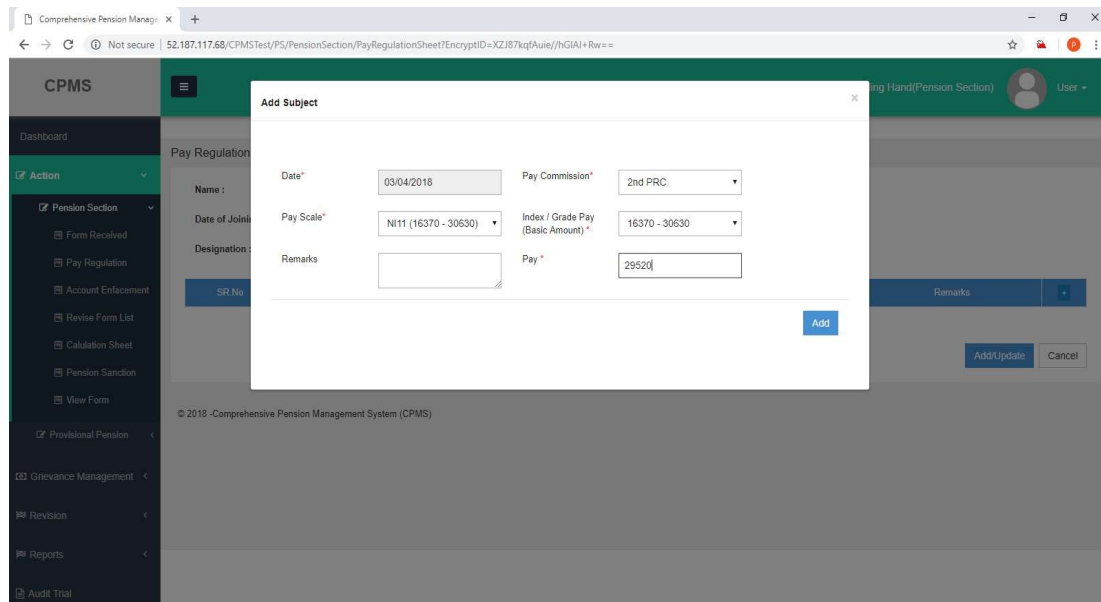 Comprehensive Pension Manage
Not secure 52.187.117.68/CPMSTest/PS/PensionSection/PayRegulationSheet?EncryptID=XZJ87kqfAuie//hGIAI+Rw==
P
CPMS
ing Hand(Pension Section)
User
Dashboard
Action
Pension Section
Form Received
Pay Regulation
Account Enfacement
Revise Form List
Calulation Sheet
Pension Sanction
View Form
Provisional Pension
Grievance Management
Revision
Reports
Audit Trial
Pay Regulation
Name :
Date of Joini
Designation :
SR.No
Remarks +
Add/Update Cancel
Add Subject ×
Date* 03/04/2018 Pay Commission* 2nd PRC
Pay Scale* NI11 (16370 - 30630) Index / Grade Pay
(Basic Amount) * 16370 - 30630
Remarks Pay * 29520
Add
© 2018 -Comprehensive Pension Management System (CPMS)